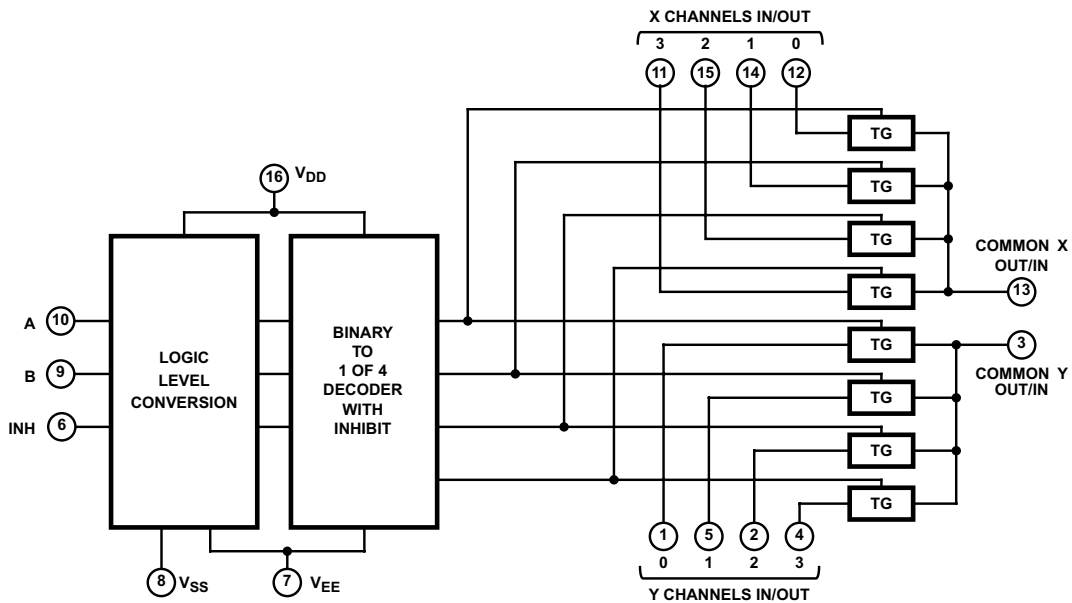 X CHANNELS IN/OUT
3 2 1 0
11 15 14 12
TG
TG
TG
TG
COMMON X
OUT/IN
13
16 VDD
A 10
B 9
INH 6
LOGIC
LEVEL
CONVERSION
BINARY
TO
1 OF 4
DECODER
WITH
INHIBIT
TG
TG
TG
TG
3
COMMON Y
OUT/IN
8 VSS
7 VEE
1 5 2 4
0 1 2 3
Y CHANNELS IN/OUT